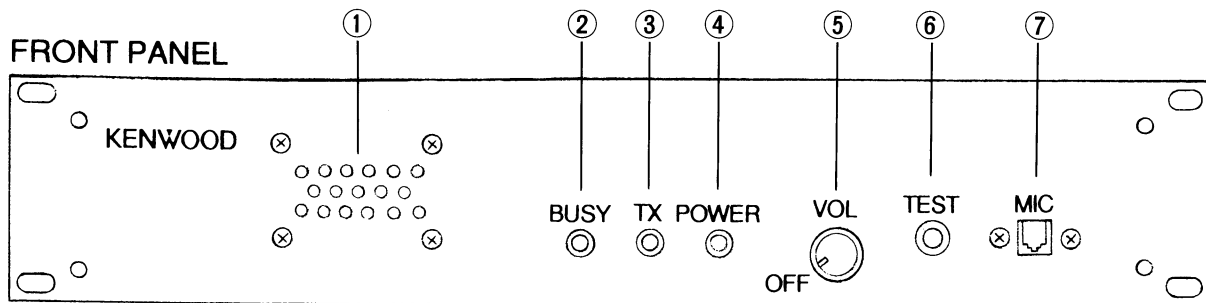 ① ② ③ ④ ⑤ ⑥ ⑦
FRONT PANEL
KENWOOD
BUSY TX POWER VOL TEST MIC
OFF